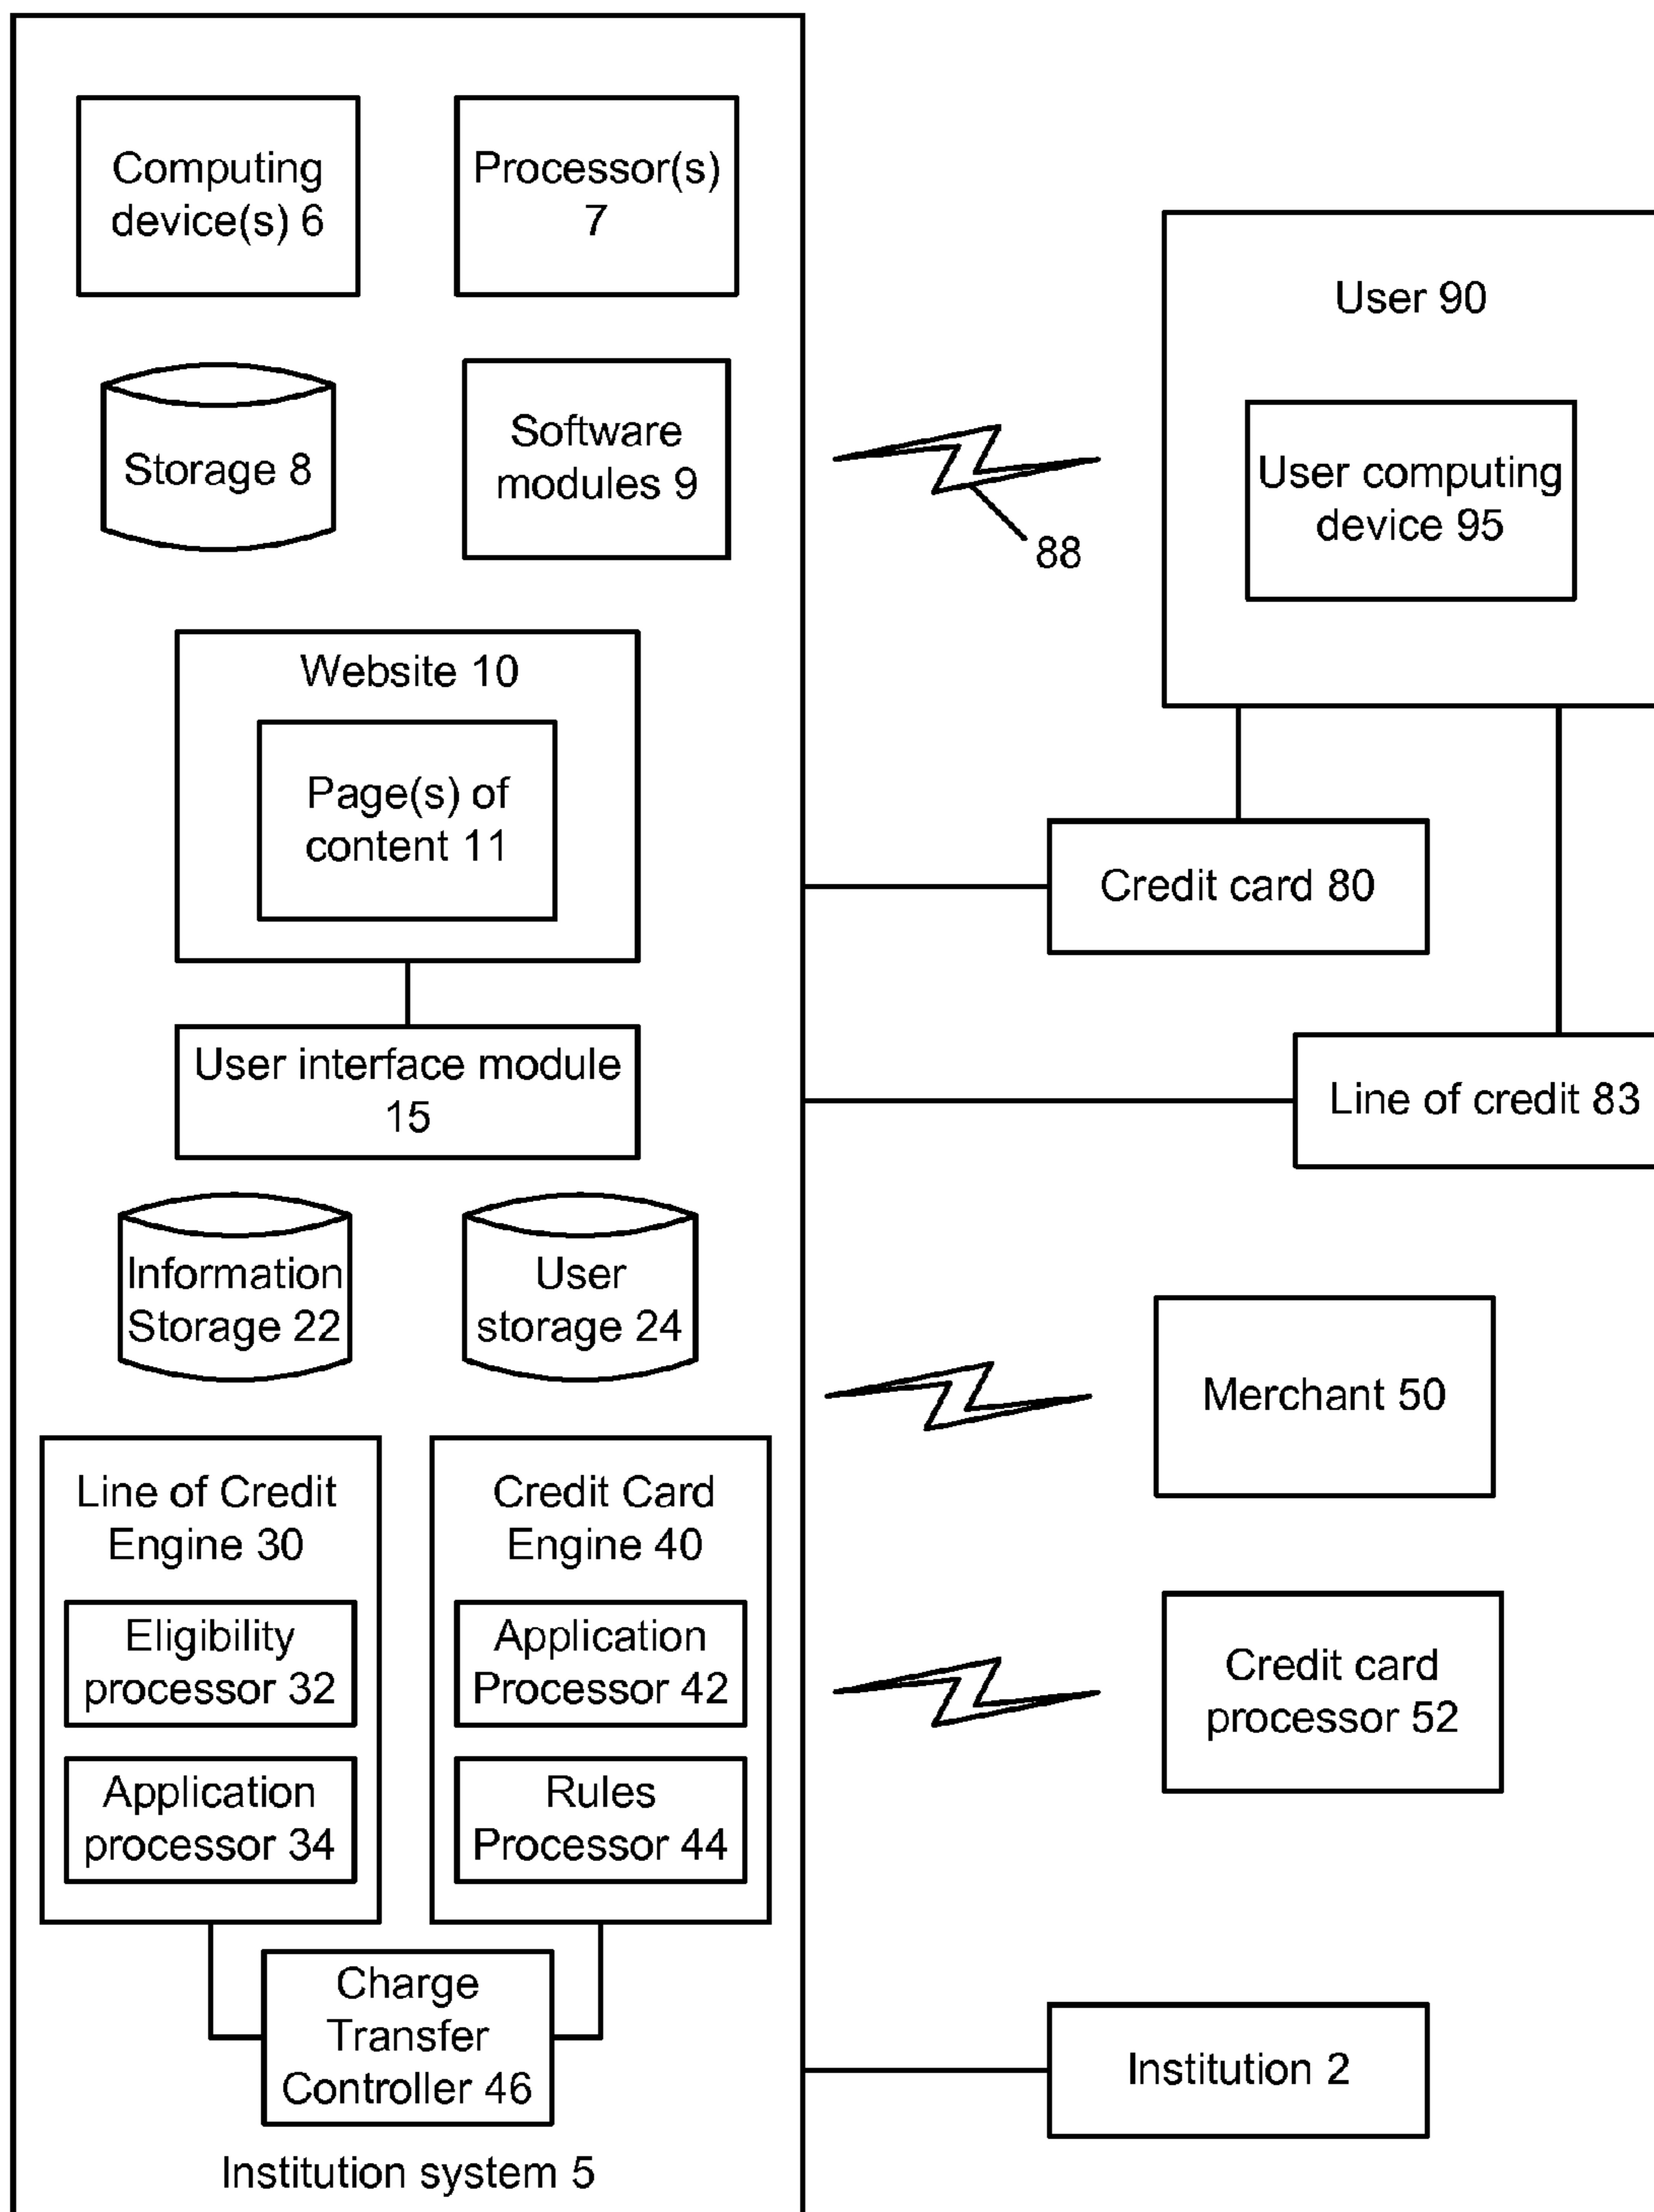 Computing
device(s) 6
Processor(s)
7
Storage 8
Software
modules 9
Website 10
Page(s) of
content 11
User interface module
15
Information
Storage 22
User
storage 24
Line of Credit
Engine 30
Eligibility
processor 32
Application
processor 34
Credit Card
Engine 40
Application
Processor 42
Rules
Processor 44
Charge
Transfer
Controller 46
Institution system 5
88
User 90
User computing
device 95
Credit card 80
Line of credit 83
Merchant 50
Credit card
processor 52
Institution 2